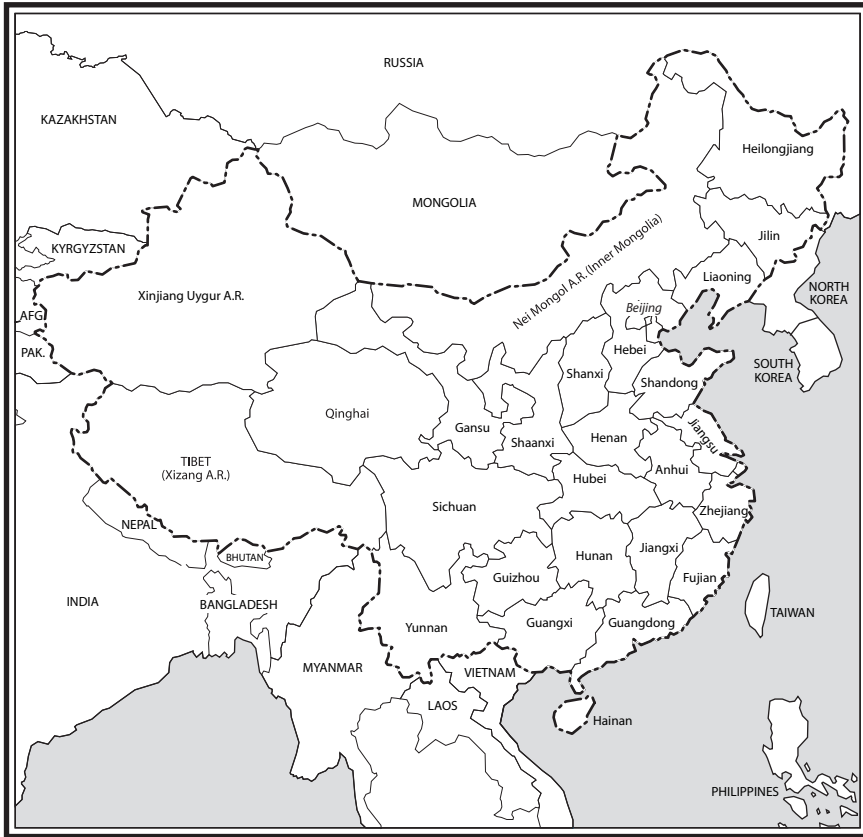 RUSSIA
KAZAKHSTAN
Heilongjiang
MONGOLIA
Jilin
KYRGYZSTAN
Nei Mongol A.R. (Inner Mongolia)
Liaoning
Xinjiang Uygur A.R.
NORTH
KOREA
AFG.
Beijing
PAK.
Hebei
SOUTH
KOREA
Shanxi
Shandong
Qinghai
Gansu
Shaanxi
Henan
Jiangsu
TIBET
(Xizang A.R.)
Anhui
Hubei
Sichuan
Zhejiang
NEPAL
BHUTAN
Hunan
Jiangxi
Guizhou
Fujian
INDIA
BANGLADESH
TAIWAN
Yunnan
Guangxi
Guangdong
MYANMAR
VIETNAM
LAOS
Hainan
PHILIPPINES